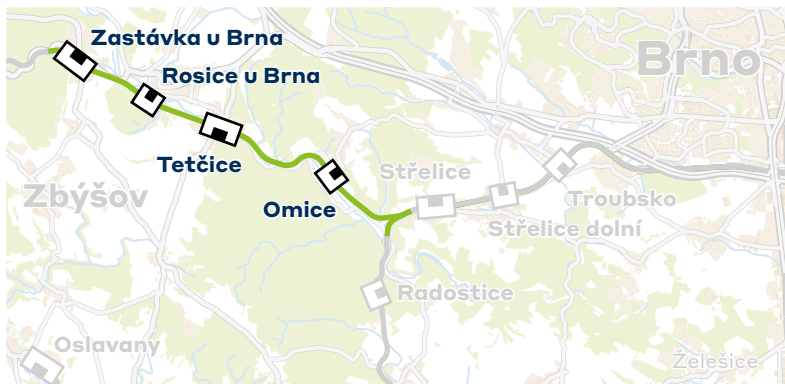 Zastávka u Brna
Brno
Rosice u Brna
Tetčice
Střelice
Zbýšov
Troubsko
Omice
Střelice dolní
Radostice
Oslavany
Želešice